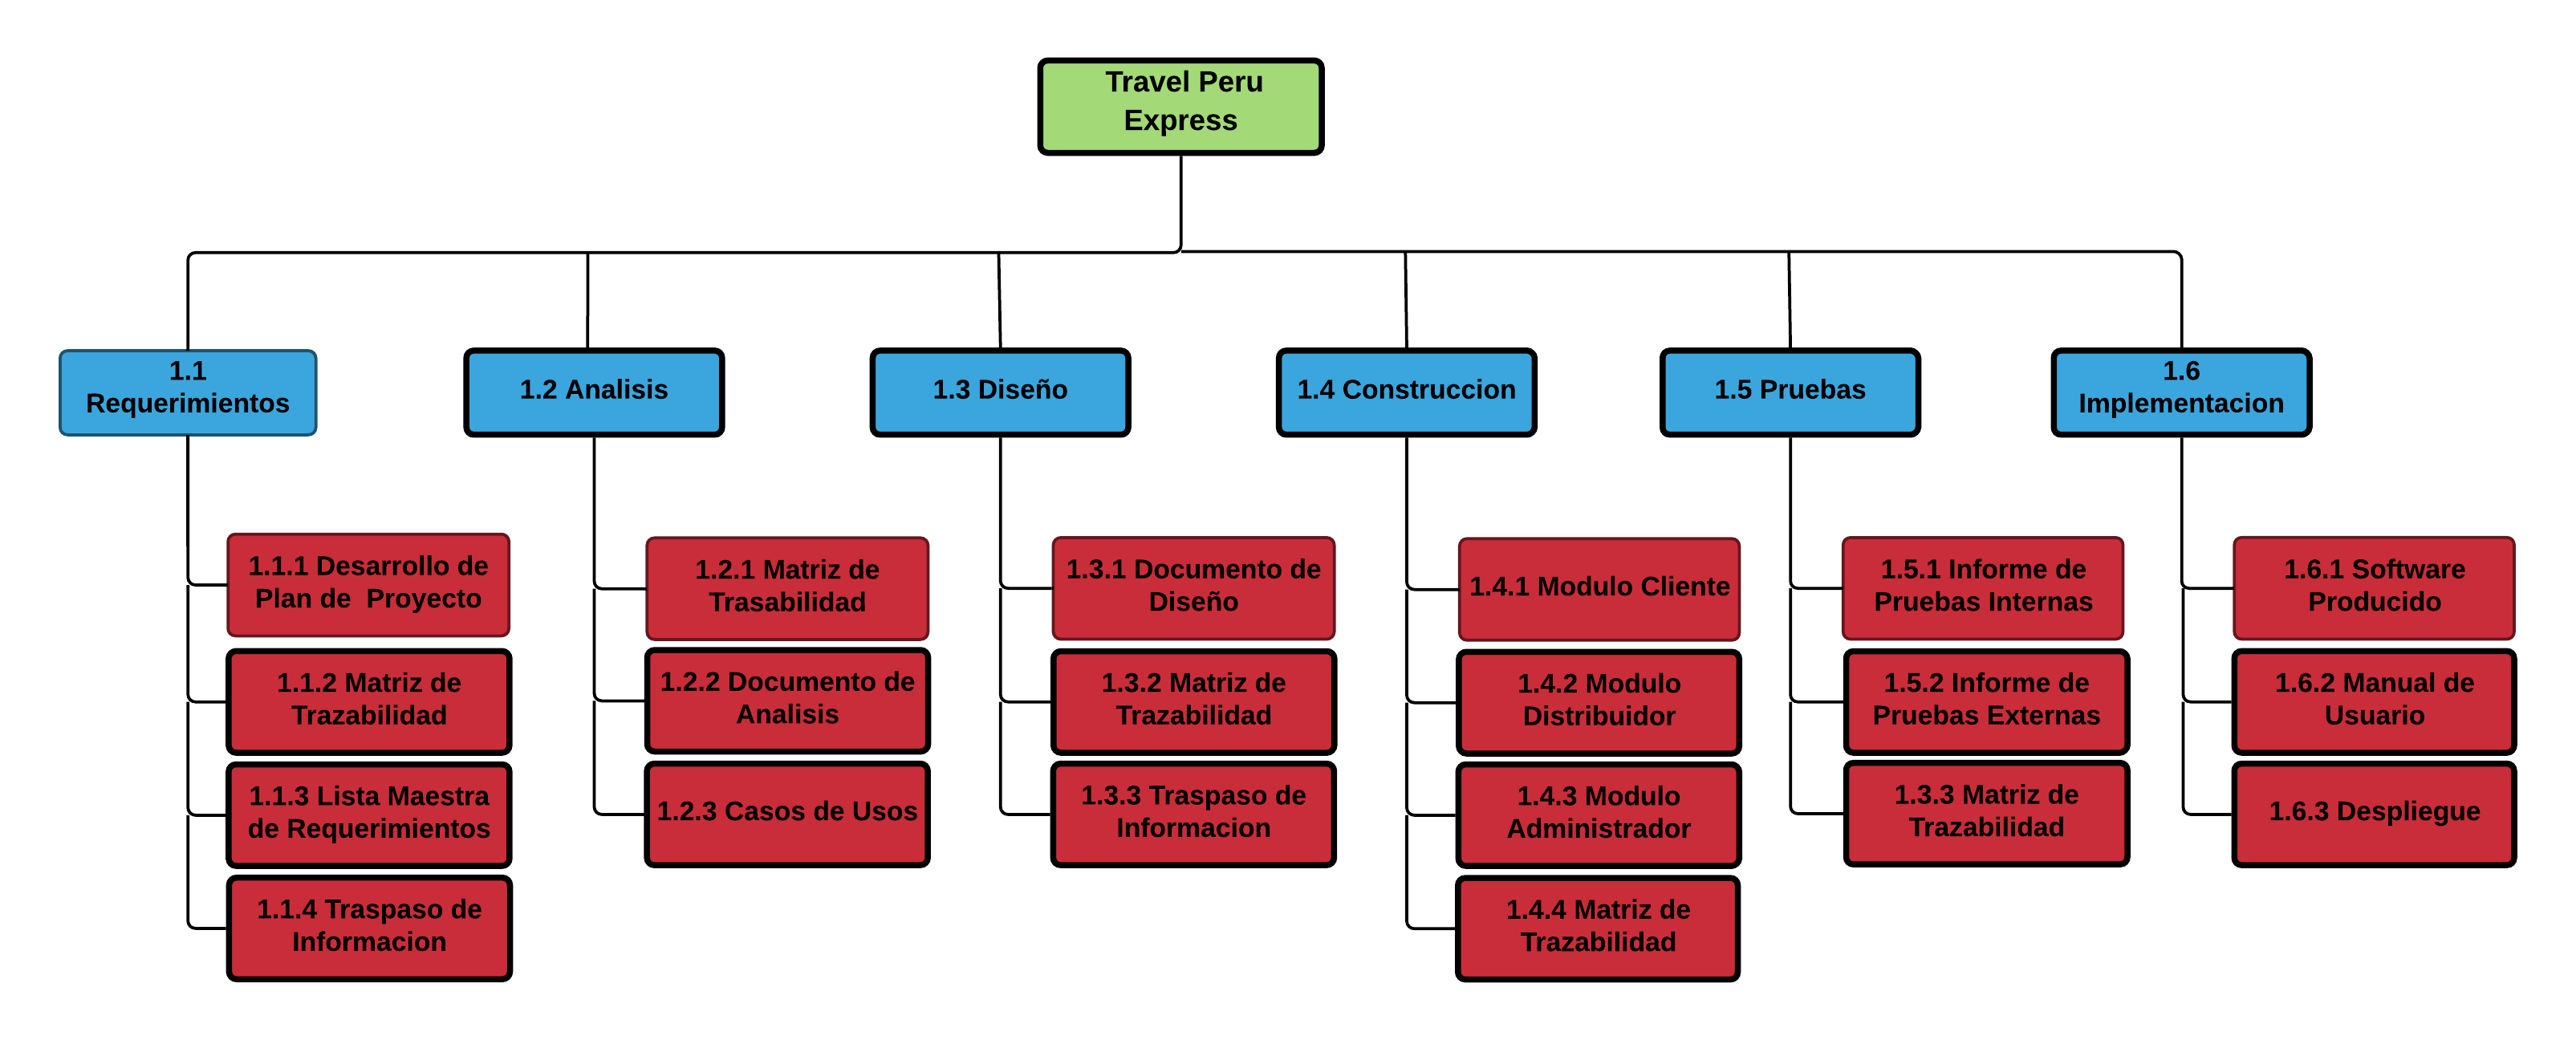 Travel Peru
Express
1.1
Requerimientos
1.2 Analisis
1.3 Diseño
1.4 Construccion
1.5 Pruebas
1.6
Implementacion
1.1.1 Desarrollo de
Plan de  Proyecto
1.1.2 Matriz de
Trazabilidad
1.1.3 Lista Maestra
de Requerimientos
1.1.4 Traspaso de
Informacion
1.2.1 Matriz de
Trasabilidad
1.2.2 Documento de
Analisis
1.2.3 Casos de Usos
1.3.1 Documento de
Diseño
1.3.2 Matriz de
Trazabilidad
1.3.3 Traspaso de
Informacion
1.4.1 Modulo Cliente
1.4.2 Modulo
Distribuidor
1.4.3 Modulo
Administrador
1.4.4 Matriz de
Trazabilidad
1.5.1 Informe de
Pruebas Internas
1.5.2 Informe de
Pruebas Externas
1.3.3 Matriz de
Trazabilidad
1.6.1 Software
Producido
1.6.2 Manual de
Usuario
1.6.3 Despliegue